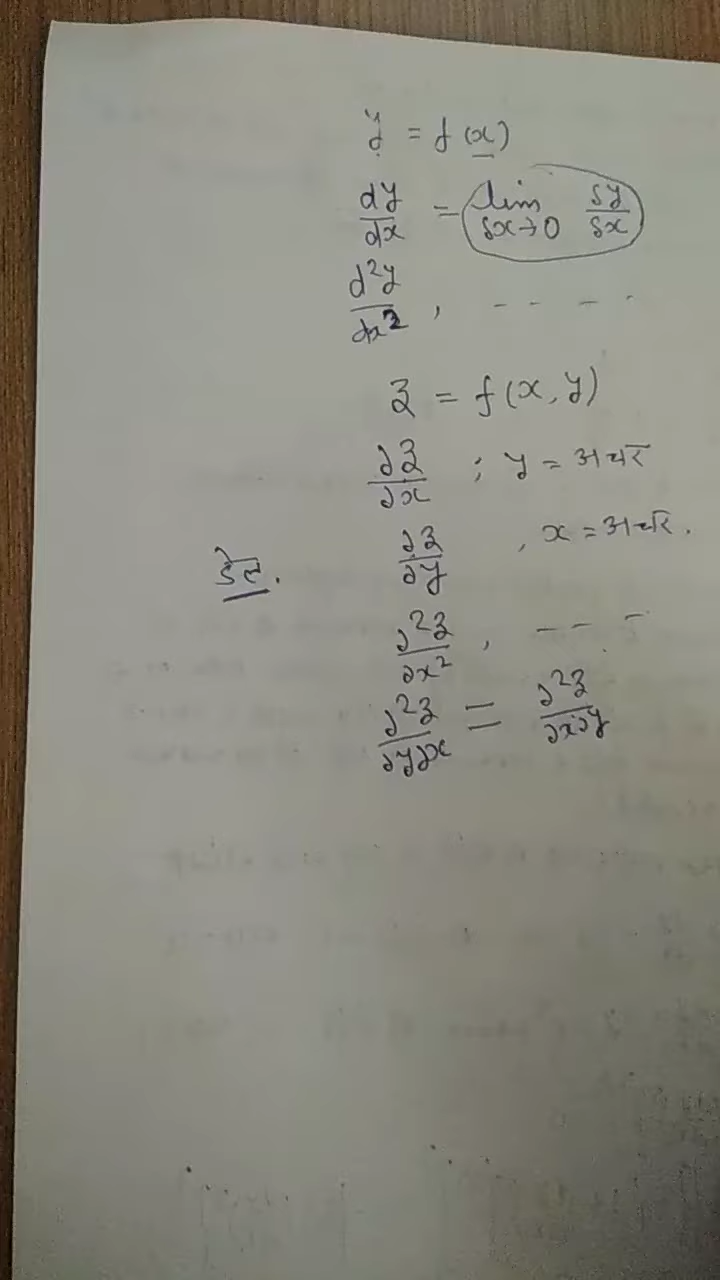 y = f(x)
dy/dx = lim δx→0 δy/δx
d²y/dx², - - - -
z = f(x, y)
∂z/∂x ; y = अचर
∂z/∂y , x = अचर.
डेल.
∂²z/∂x², - - -
∂²z/∂y∂x = ∂²z/∂x∂y